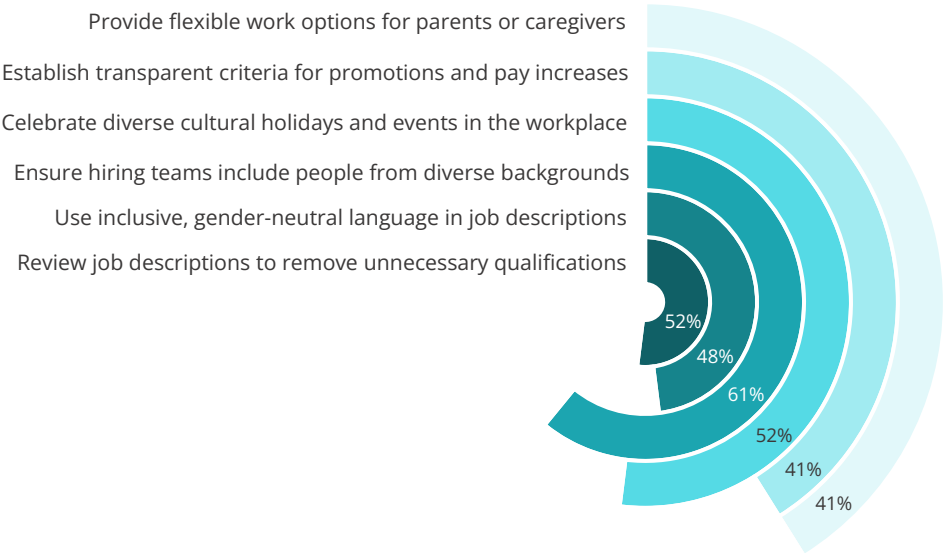 Provide flexible work options for parents or caregivers
Establish transparent criteria for promotions and pay increases
Celebrate diverse cultural holidays and events in the workplace
Ensure hiring teams include people from diverse backgrounds
Use inclusive, gender-neutral language in job descriptions
Review job descriptions to remove unnecessary qualifications
52%
48%
61%
52%
41%
41%